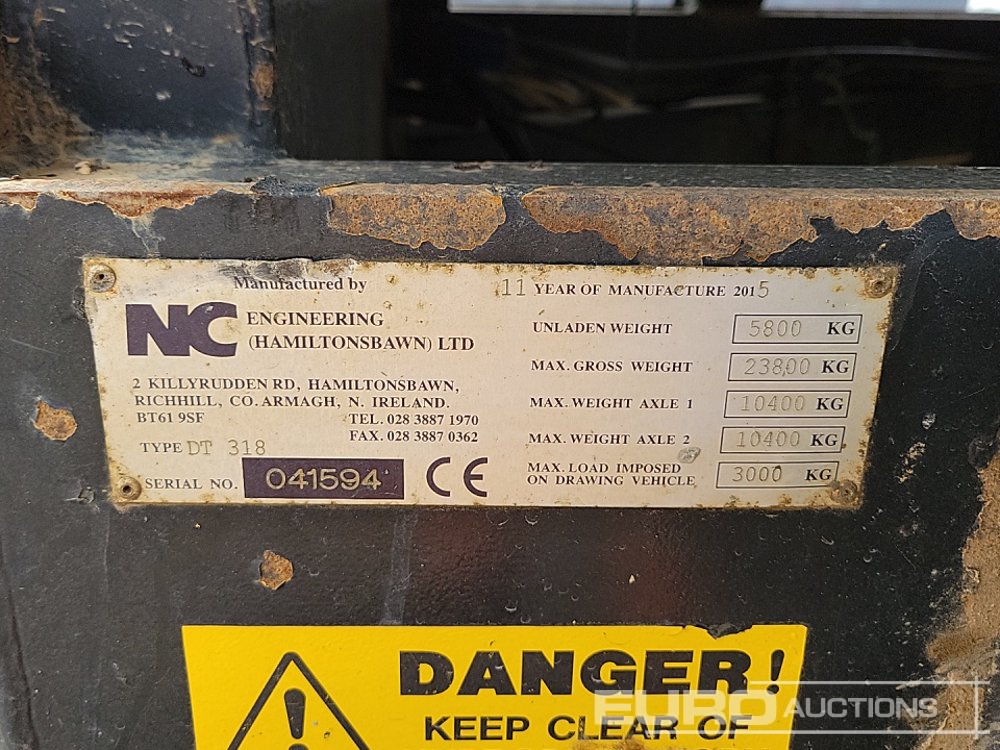 Manufactured by
NC ENGINEERING
(HAMILTONSBAWN) LTD
2 KILLYRUDDEN RD, HAMILTONSBAWN,
RICHHILL, CO. ARMAGH, N. IRELAND.
BT61 9SF TEL. 028 3887 1970
FAX. 028 3887 0362
TYPE DT 318
SERIAL NO. 041594 CE
11 YEAR OF MANUFACTURE 2015
UNLADEN WEIGHT 5800 KG
MAX. GROSS WEIGHT 23800 KG
MAX. WEIGHT AXLE 1 10400 KG
MAX. WEIGHT AXLE 2 10400 KG
MAX. LOAD IMPOSED
ON DRAWING VEHICLE 3000 KG
DANGER!
KEEP CLEAR OF
EURO AUCTIONS